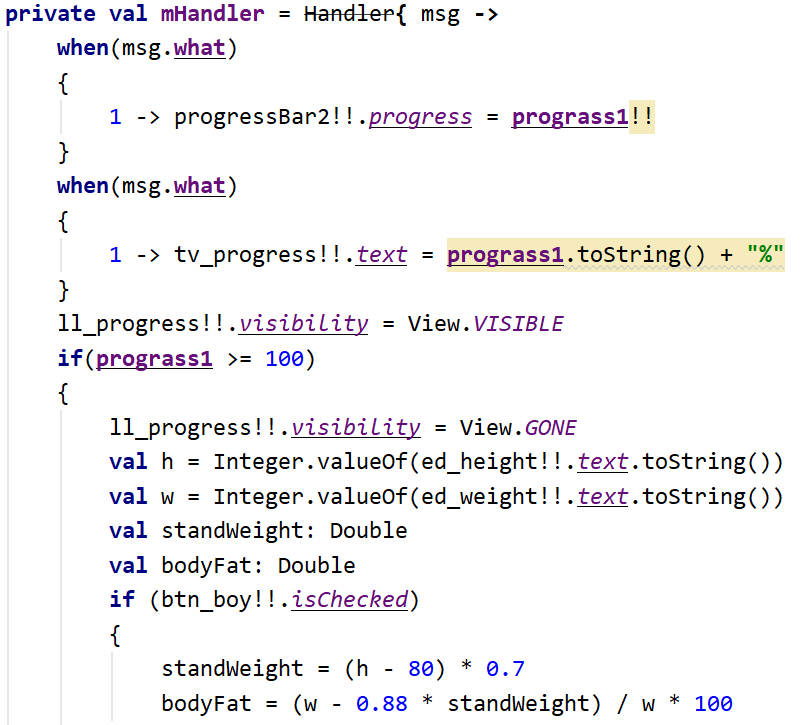 private val mHandler = Handler{ msg ->
    when(msg.what)
    {
        1 -> progressBar2!!.progress = prograss1!!
    }
    when(msg.what)
    {
        1 -> tv_progress!!.text = prograss1.toString() + "%"
    }
    ll_progress!!.visibility = View.VISIBLE
    if(prograss1 >= 100)
    {
        ll_progress!!.visibility = View.GONE
        val h = Integer.valueOf(ed_height!!.text.toString())
        val w = Integer.valueOf(ed_weight!!.text.toString())
        val standWeight: Double
        val bodyFat: Double
        if (btn_boy!!.isChecked)
        {
            standWeight = (h - 80) * 0.7
            bodyFat = (w - 0.88 * standWeight) / w * 100